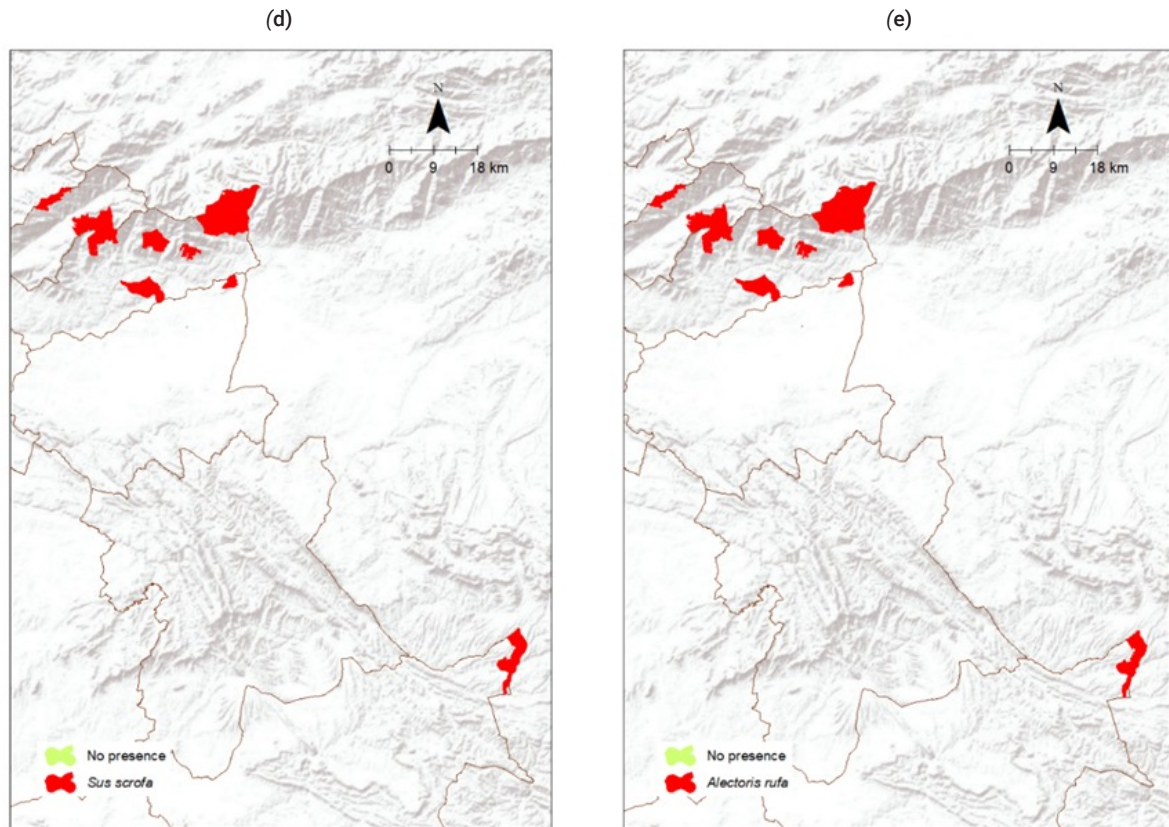 (d)
(e)
N
0 9 18 km
N
0 9 18 km
No presence
Sus scrofa
No presence
Alectoris rufa